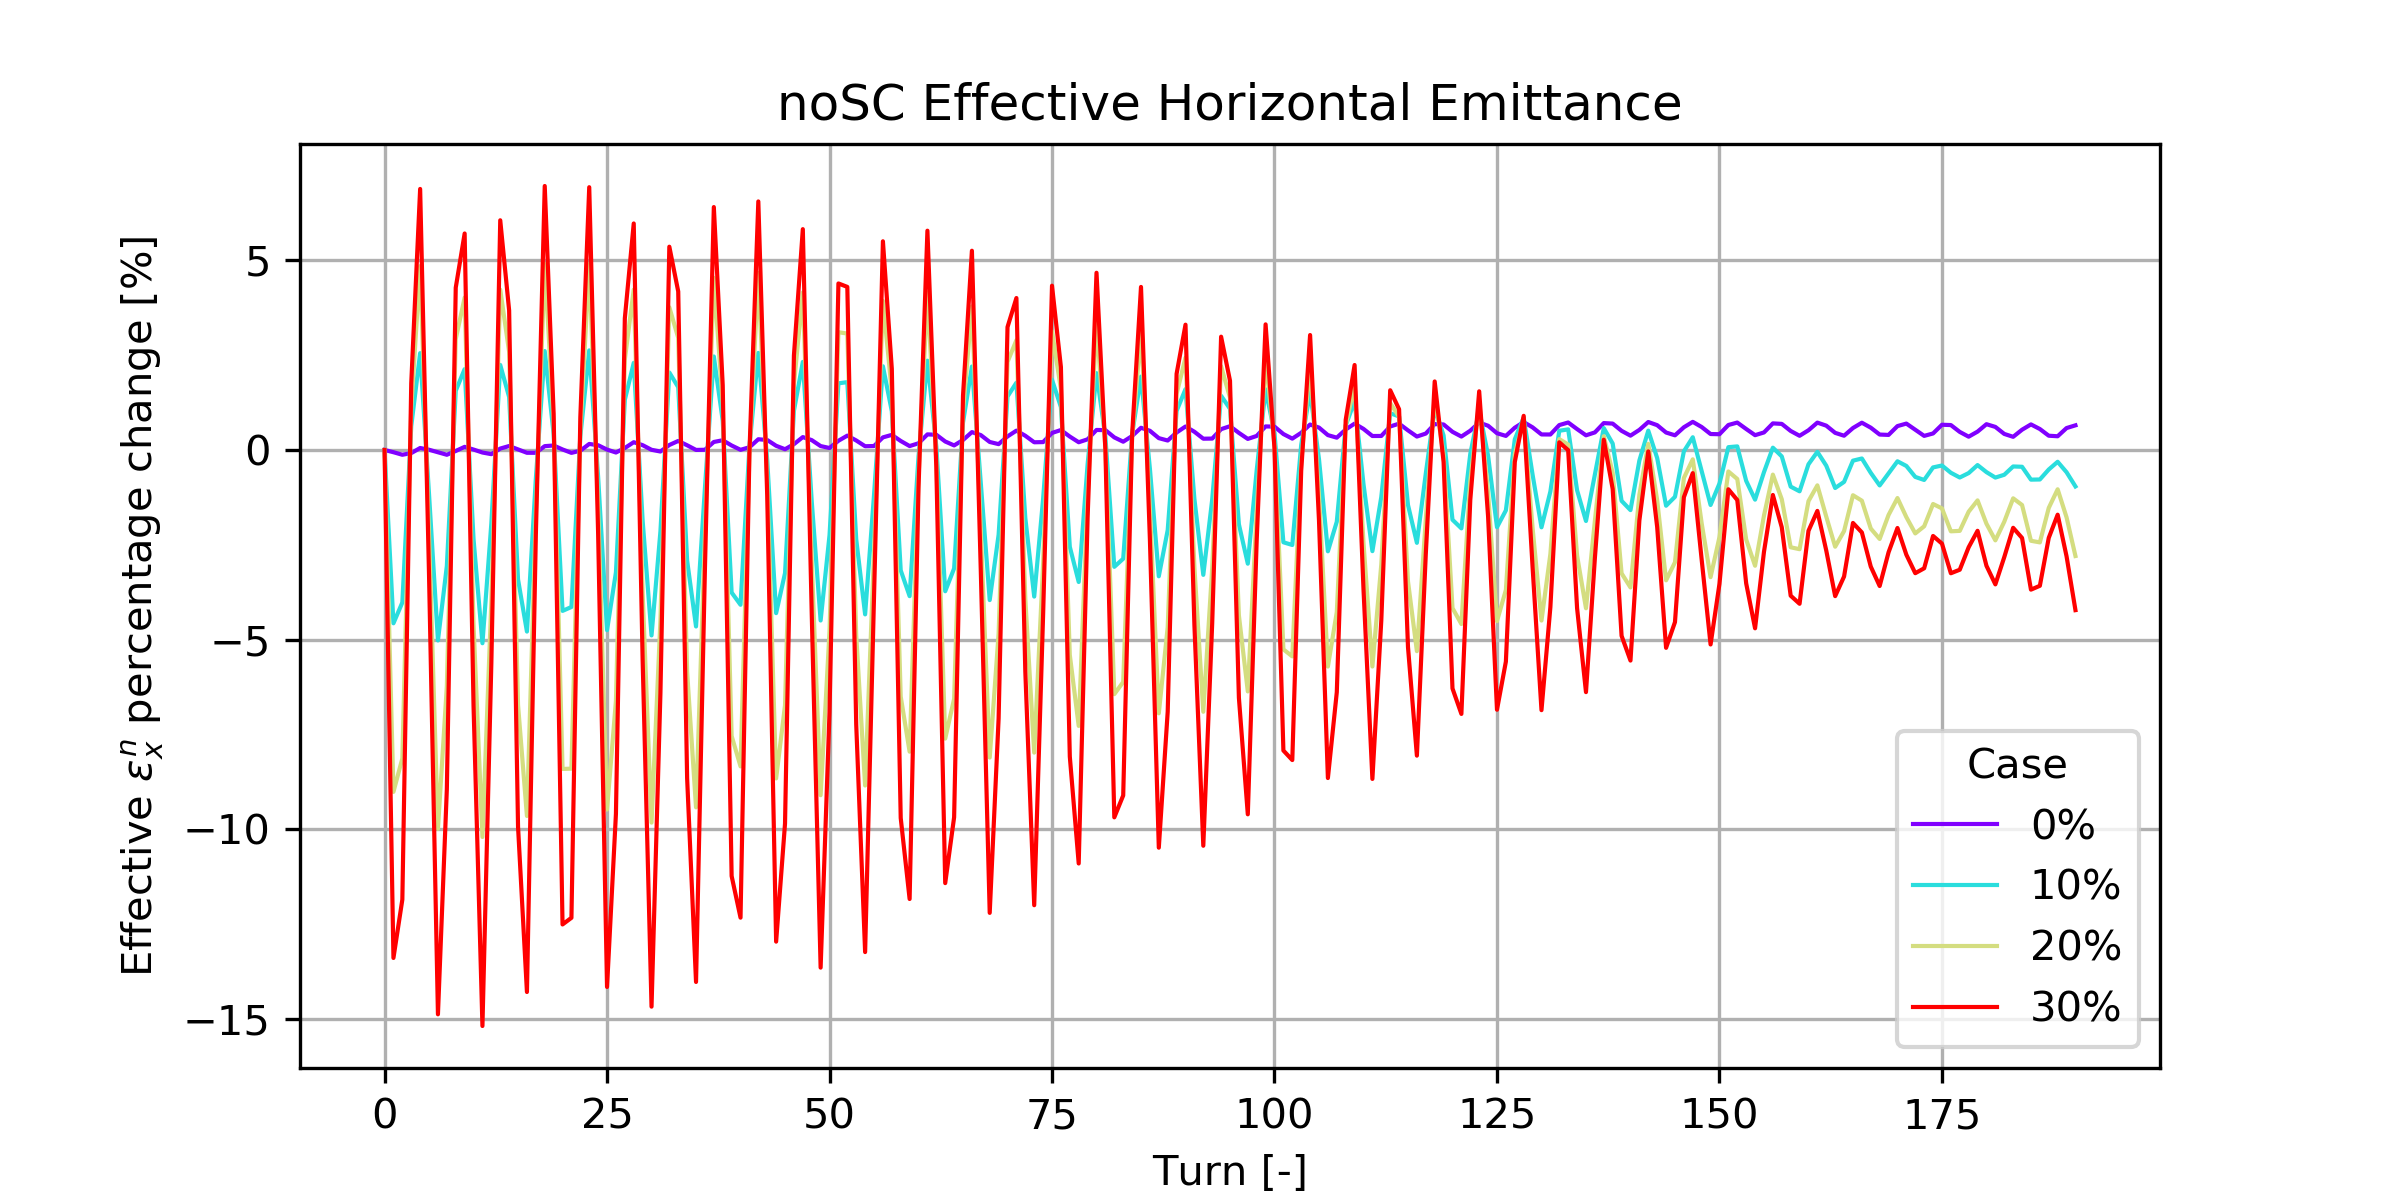 noSC Effective Horizontal Emittance
Effective $\varepsilon_x^n$ percentage change [%]
5
0
−5
−10
−15
0 25 50 75 100 125 150 175
Turn [-]
Case
0%
10%
20%
30%